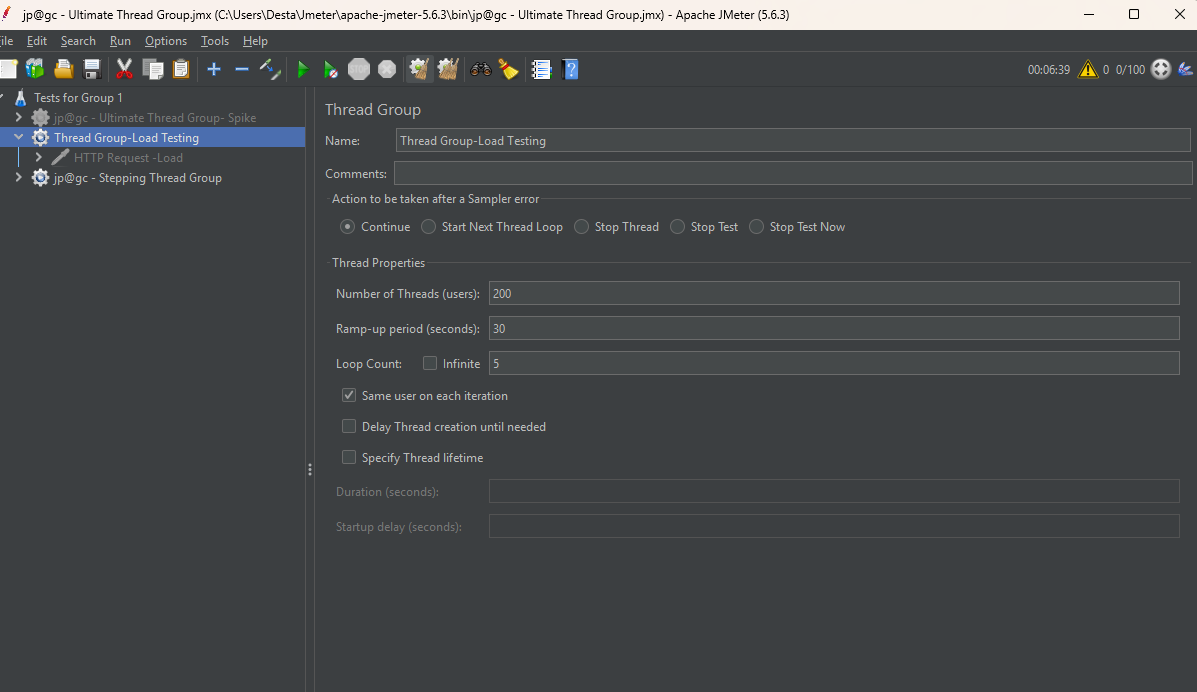 jp@gc - Ultimate Thread Group.jmx (C:\Users\Desta\Jmeter\apache-jmeter-5.6.3\bin\jp@gc - Ultimate Thread Group.jmx) - Apache JMeter (5.6.3)
ile Edit Search Run Options Tools Help
STOP 00:06:39 0 0/100
Tests for Group 1
jp@gc - Ultimate Thread Group- Spike
Thread Group-Load Testing
HTTP Request -Load
jp@gc - Stepping Thread Group
Thread Group
Name: Thread Group-Load Testing
Comments:
Action to be taken after a Sampler error
Continue Start Next Thread Loop Stop Thread Stop Test Stop Test Now
Thread Properties
Number of Threads (users): 200
Ramp-up period (seconds): 30
Loop Count: Infinite 5
Same user on each iteration
Delay Thread creation until needed
Specify Thread lifetime
Duration (seconds):
Startup delay (seconds):